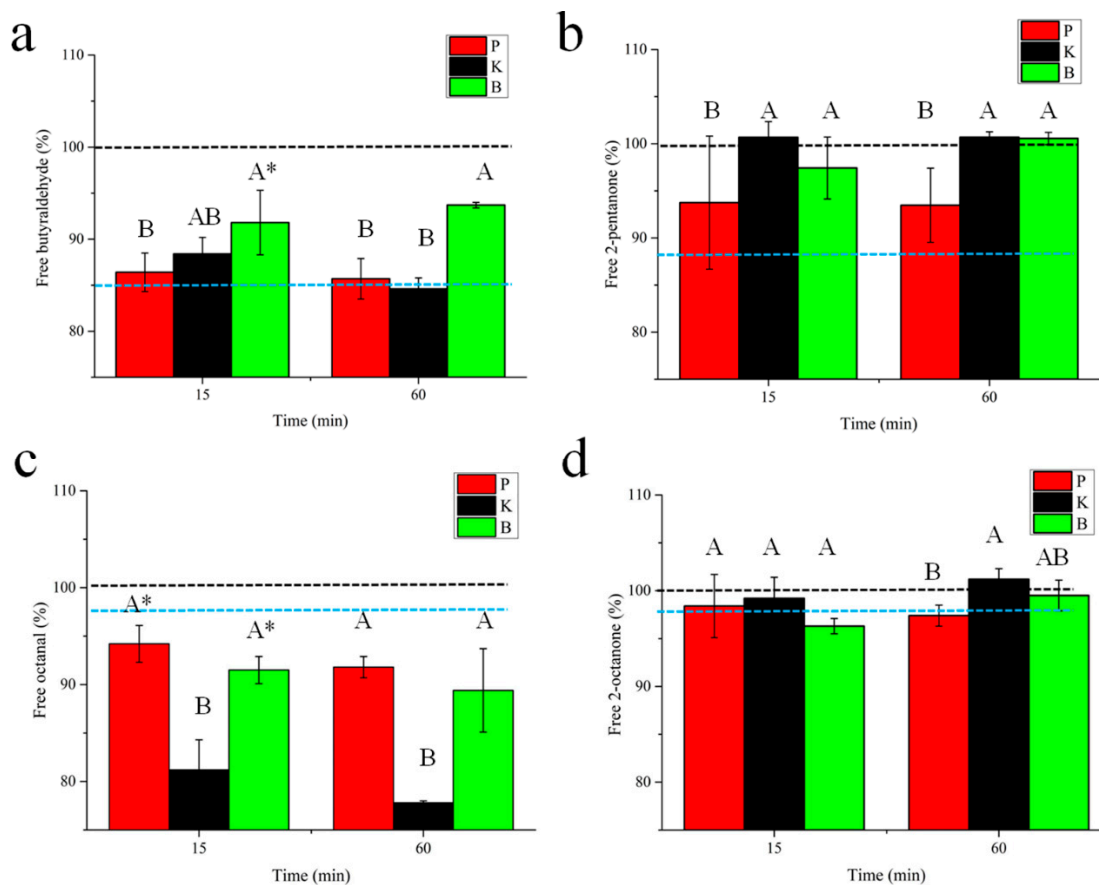 a
P
K
B
110
100
90
80
Free butyraldehyde (%)
B AB A* B B A
15 60
Time (min)
b
P
K
B
110
100
90
80
Free 2-pentanone (%)
B A A B A A
15 60
Time (min)
c
P
K
B
110
100
90
80
Free octanal (%)
A* B A* A B A
15 60
Time (min)
d
P
K
B
110
100
90
80
Free 2-octanone (%)
A A A B A AB
15 60
Time (min)